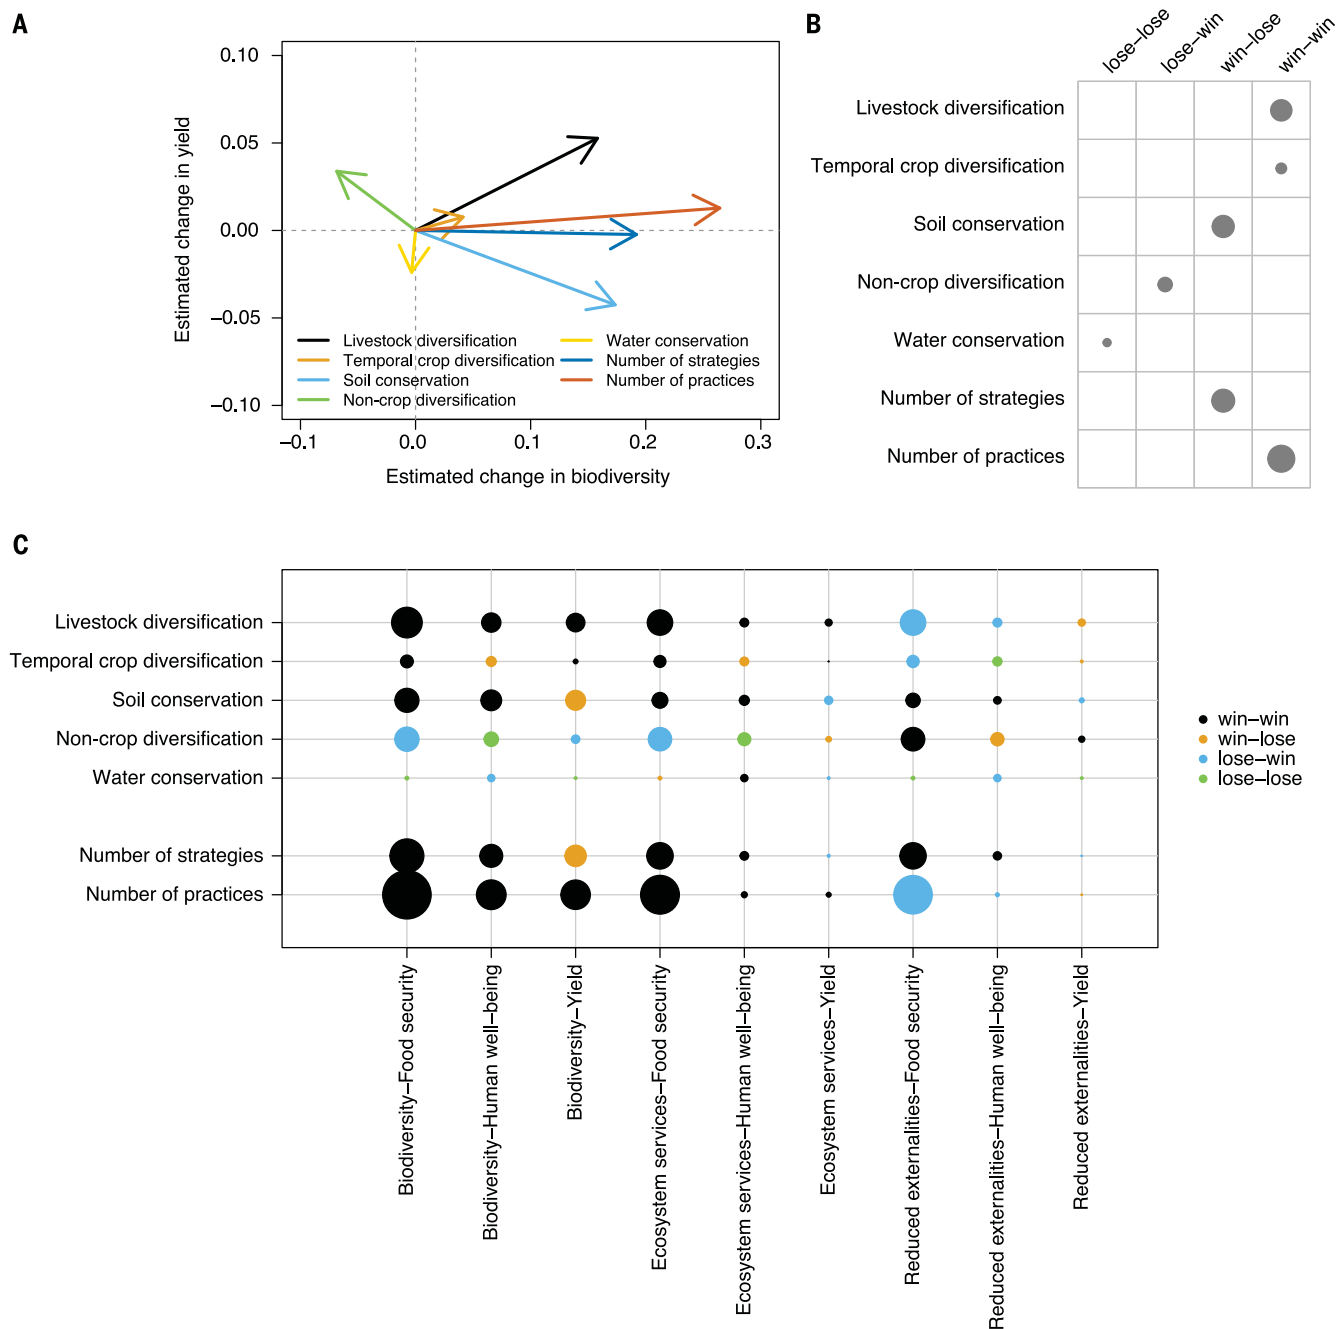 A
0.10
0.05
0.00
−0.05
−0.10
Estimated change in yield
Livestock diversification
Temporal crop diversification
Soil conservation
Non−crop diversification
Water conservation
Number of strategies
Number of practices
−0.1
0.0
0.1
0.2
0.3
Estimated change in biodiversity
B
lose−lose
lose−win
win−lose
win−win
Livestock diversification
Temporal crop diversification
Soil conservation
Non−crop diversification
Water conservation
Number of strategies
Number of practices
C
Livestock diversification
Temporal crop diversification
Soil conservation
Non−crop diversification
Water conservation
Number of strategies
Number of practices
win−win
win−lose
lose−win
lose−lose
Biodiversity−Food security
Biodiversity−Human well−being
Biodiversity−Yield
Ecosystem services−Food security
Ecosystem services−Human well−being
Ecosystem services−Yield
Reduced externalities−Food security
Reduced externalities−Human well−being
Reduced externalities−Yield